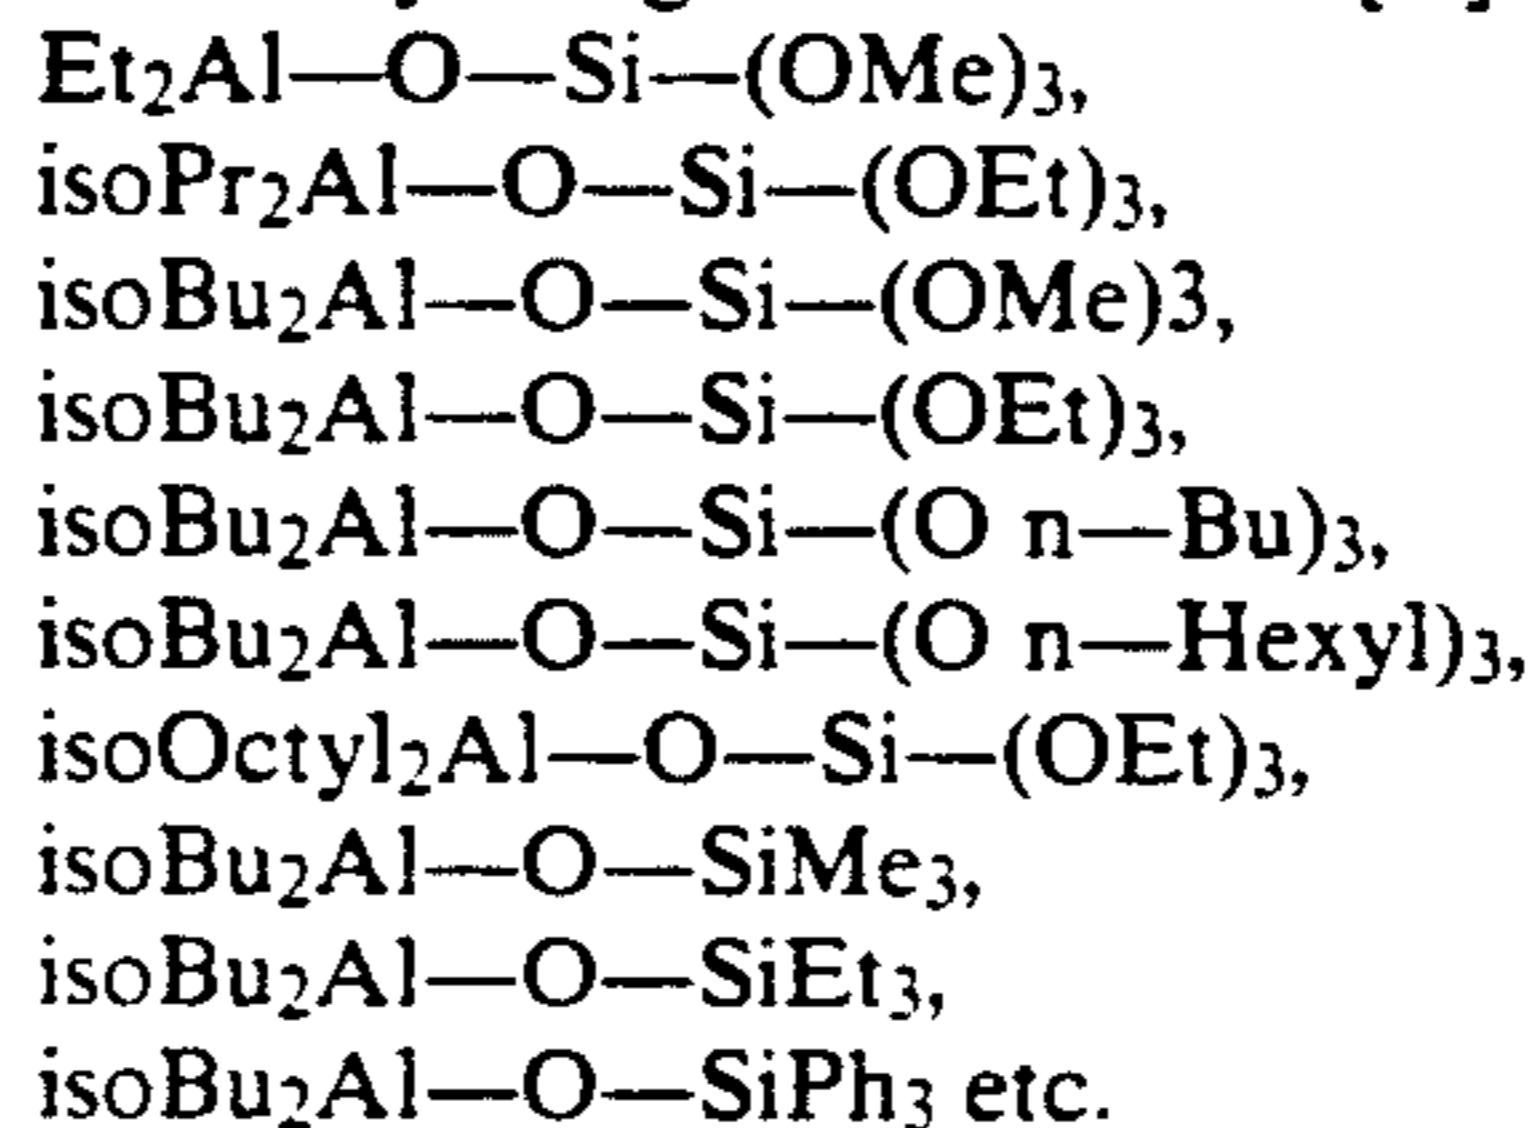 Et₂Al—O—Si—(OMe)₃,
isoPr₂Al—O—Si—(OEt)₃,
isoBu₂Al—O—Si—(OMe)3,
isoBu₂Al—O—Si—(OEt)₃,
isoBu₂Al—O—Si—(O n—Bu)₃,
isoBu₂Al—O—Si—(O n—Hexyl)₃,
isoOctyl₂Al—O—Si—(OEt)₃,
isoBu₂Al—O—SiMe₃,
isoBu₂Al—O—SiEt₃,
isoBu₂Al—O—SiPh₃ etc.